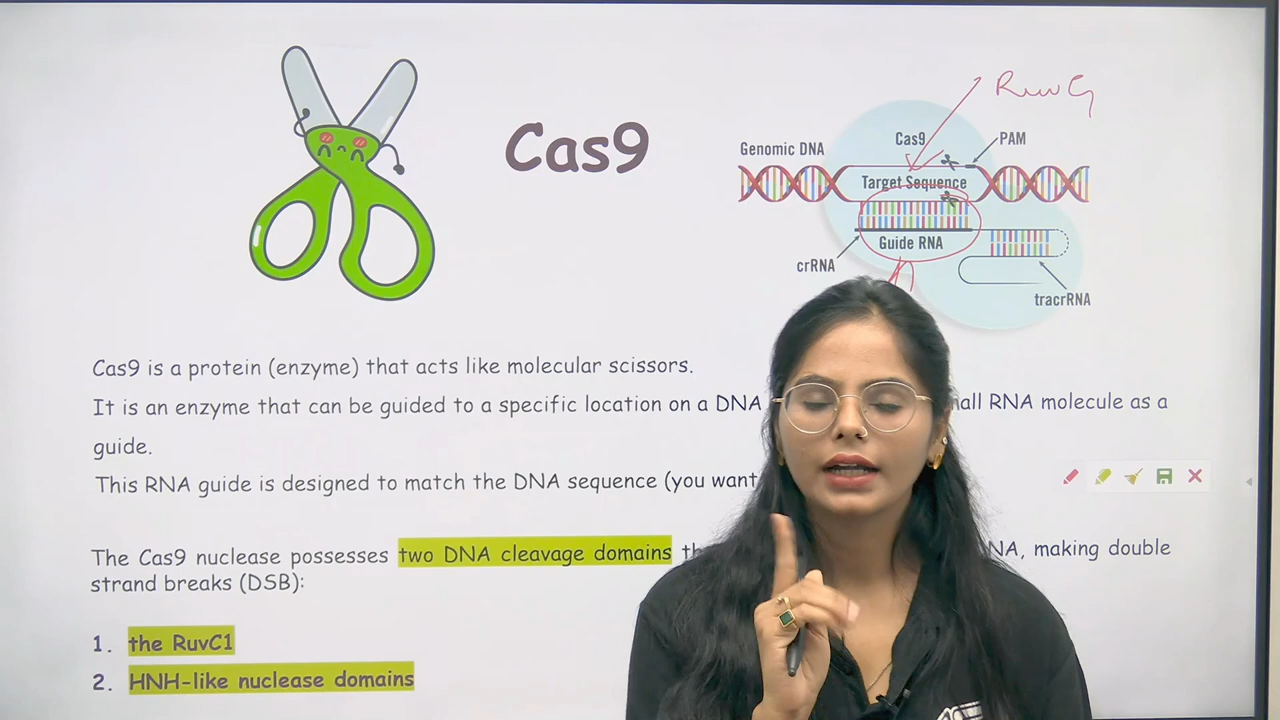 Cas9
RuvC
Genomic DNA
Cas9
PAM
Target Sequence
Guide RNA
crRNA
tracrRNA
Cas9 is a protein (enzyme) that acts like molecular scissors.
It is an enzyme that can be guided to a specific location on a DNA RNA molecule as a
guide.
This RNA guide is designed to match the DNA sequence (you want
The Cas9 nuclease possesses two DNA cleavage domains making double
strand breaks (DSB):
1. the RuvC1
2. HNH-like nuclease domains